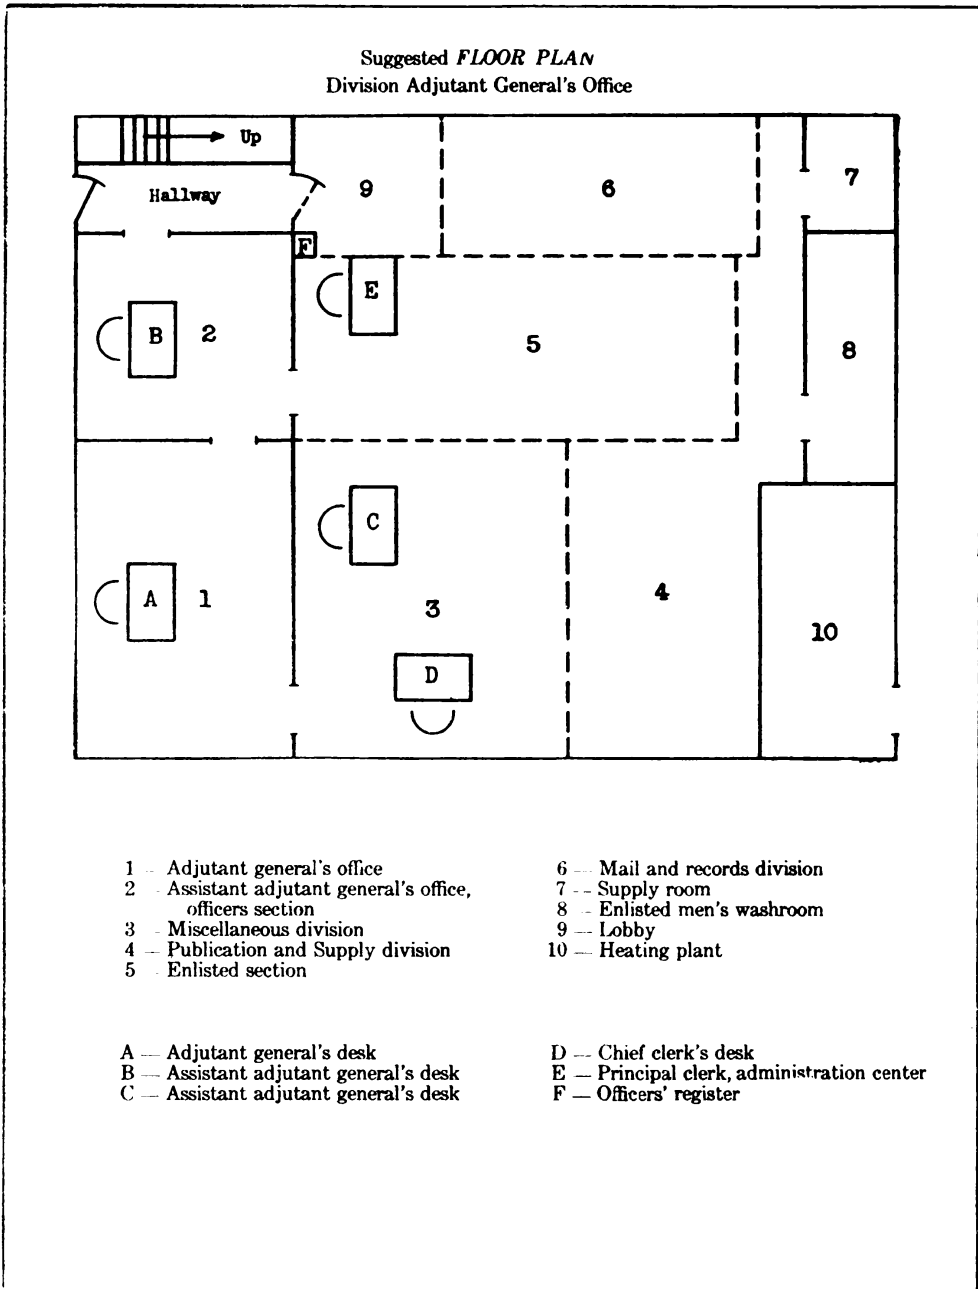 Suggested FLOOR PLAN
Division Adjutant General's Office
Up
Hallway
9
6
7
F
E
B
2
5
8
C
A
1
3
4
10
D
1 — Adjutant general's office
2 — Assistant adjutant general's office,
officers section
3 — Miscellaneous division
4 — Publication and Supply division
5 — Enlisted section
6 — Mail and records division
7 — Supply room
8 — Enlisted men's washroom
9 — Lobby
10 — Heating plant
A — Adjutant general's desk
B — Assistant adjutant general's desk
C — Assistant adjutant general's desk
D — Chief clerk's desk
E — Principal clerk, administration center
F — Officers' register